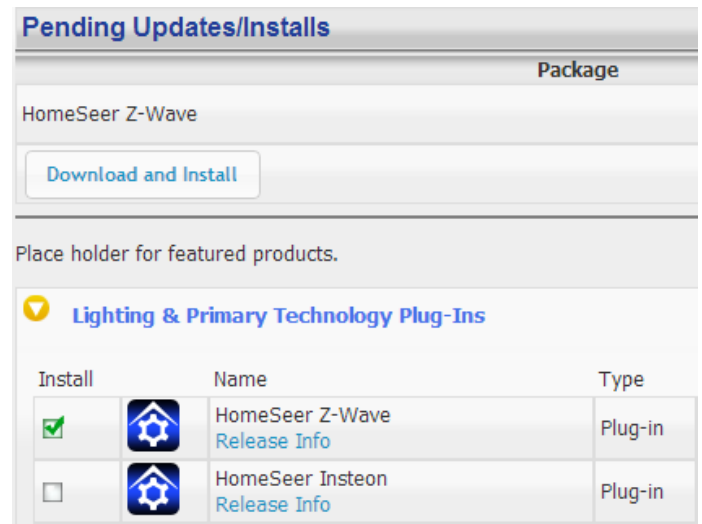 Pending Updates/Installs
Package
HomeSeer Z-Wave
Download and Install
Place holder for featured products.
Lighting & Primary Technology Plug-Ins
Install Name Type
HomeSeer Z-Wave
Release Info
Plug-in
HomeSeer Insteon
Release Info
Plug-in